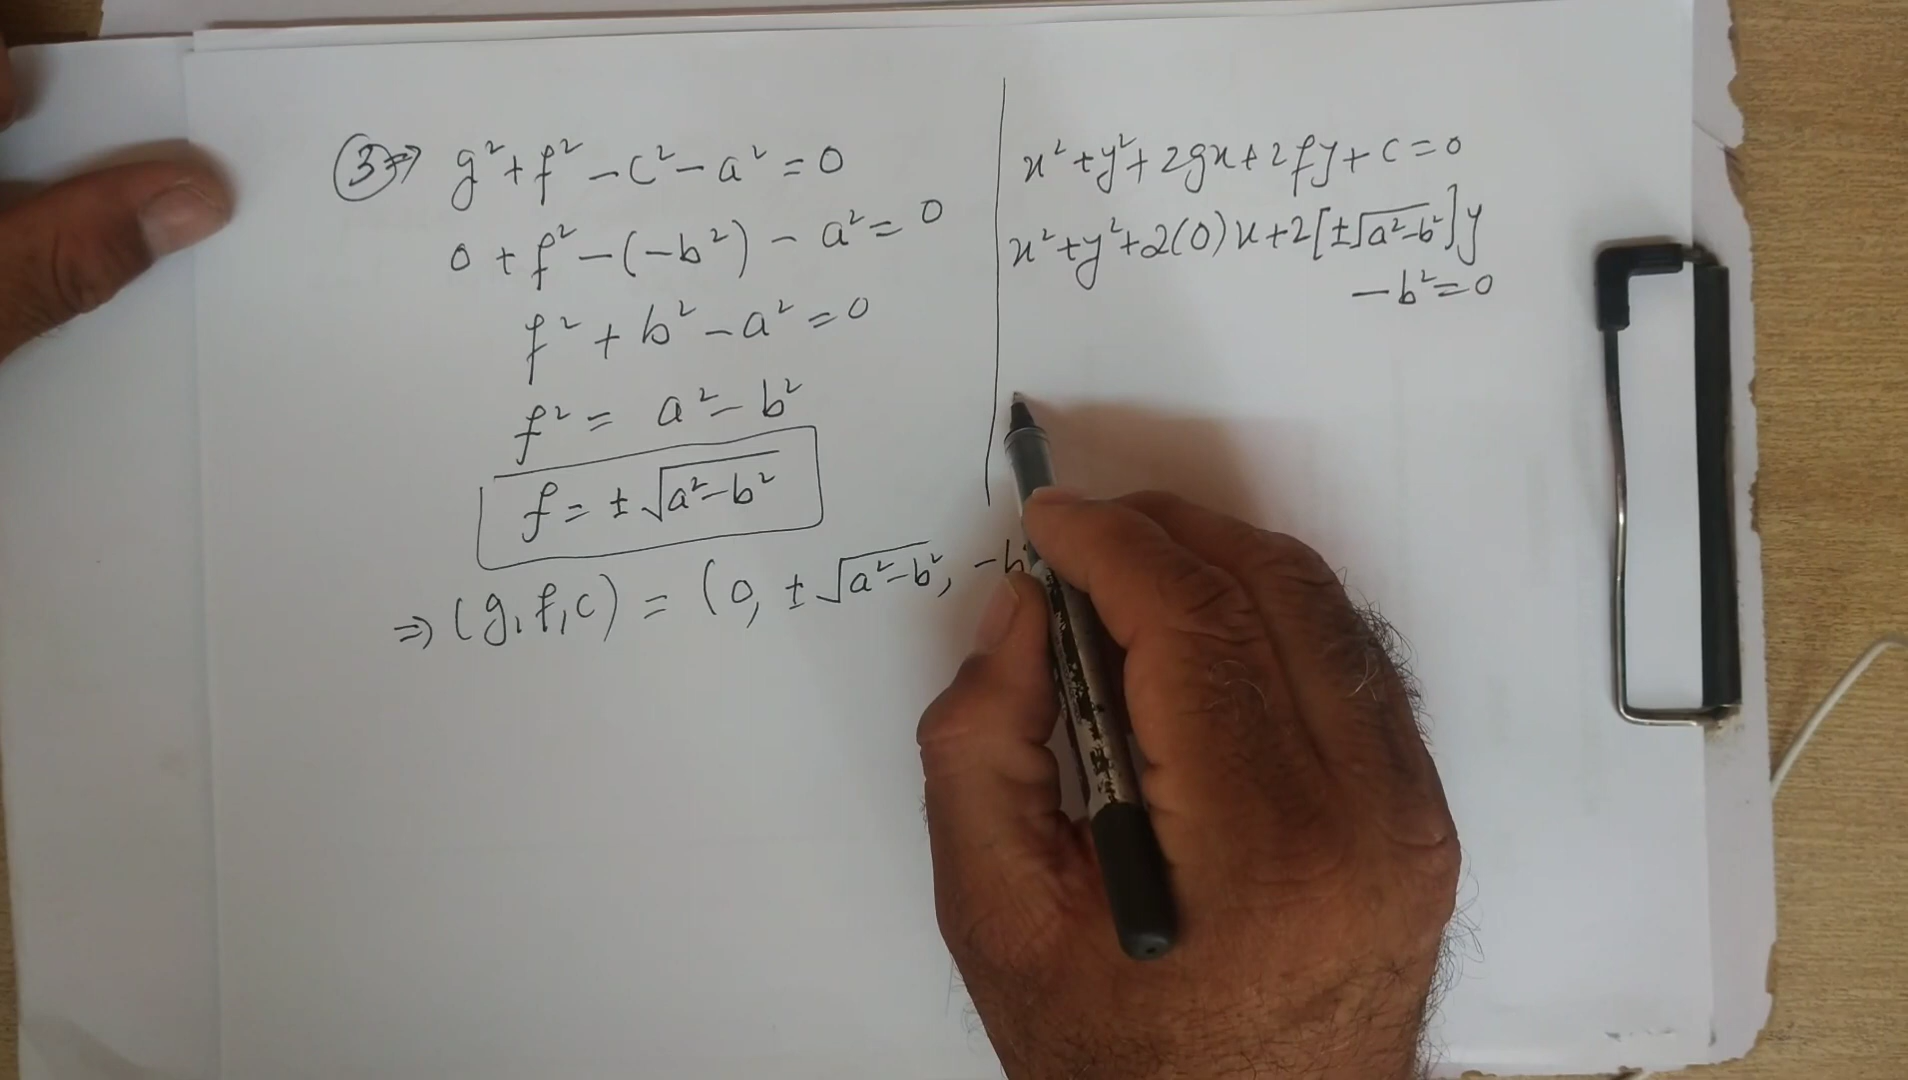 ③⇒ g² + f² - c² - a² = 0
0 + f² - (-b²) - a² = 0
f² + b² - a² = 0
f² = a² - b²
f = ± √(a² - b²)
⇒ (g, f, c) = (0, ± √(a² - b²), -b²
x² + y² + 2gx + 2fy + c = 0
x² + y² + 2(0)x + 2[±√(a² - b²)]y
- b² = 0